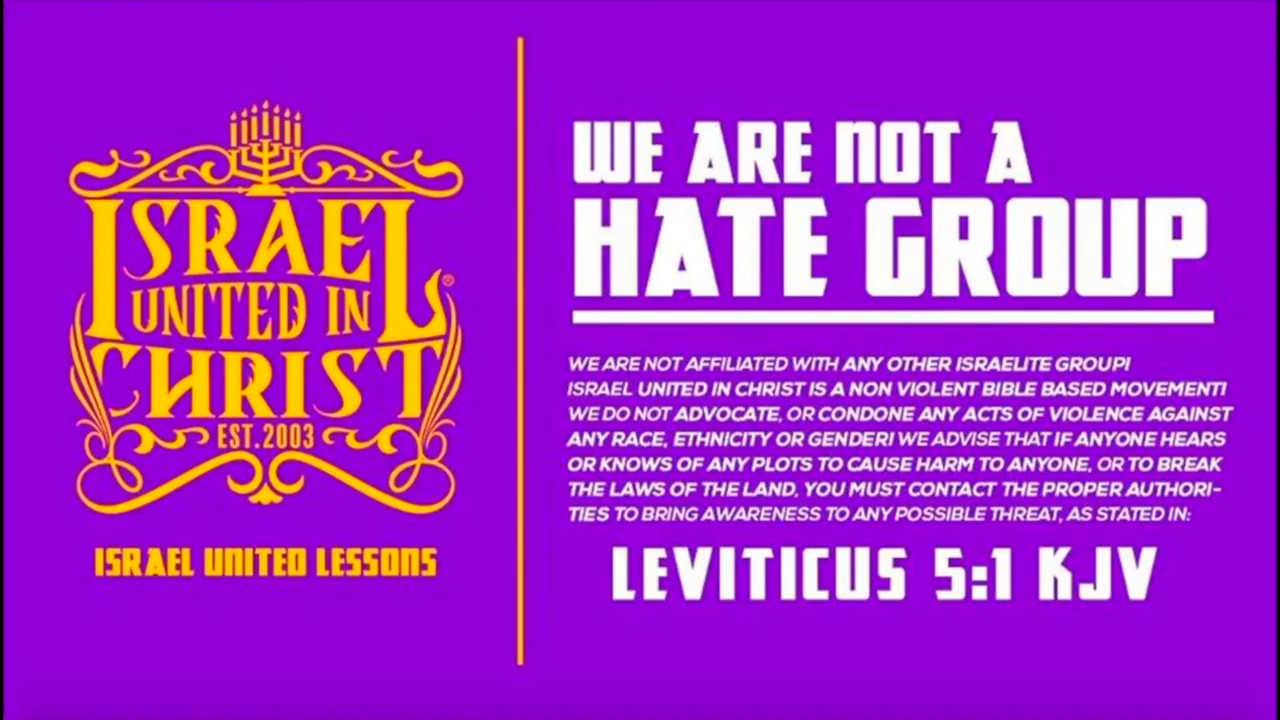 ISRAEL
UNITED IN
CHRIST
EST.2003
®
ISRAEL UNITED LESSONS
WE ARE NOT A
HATE GROUP
WE ARE NOT AFFILIATED WITH ANY OTHER ISRAELITE GROUP!
ISRAEL UNITED IN CHRIST IS A NON VIOLENT BIBLE BASED MOVEMENT!
WE DO NOT ADVOCATE, OR CONDONE ANY ACTS OF VIOLENCE AGAINST
ANY RACE, ETHNICITY OR GENDER! WE ADVISE THAT IF ANYONE HEARS
OR KNOWS OF ANY PLOTS TO CAUSE HARM TO ANYONE, OR TO BREAK
THE LAWS OF THE LAND, YOU MUST CONTACT THE PROPER AUTHORI-
TIES TO BRING AWARENESS TO ANY POSSIBLE THREAT, AS STATED IN:
LEVITICUS 5:1 KJV